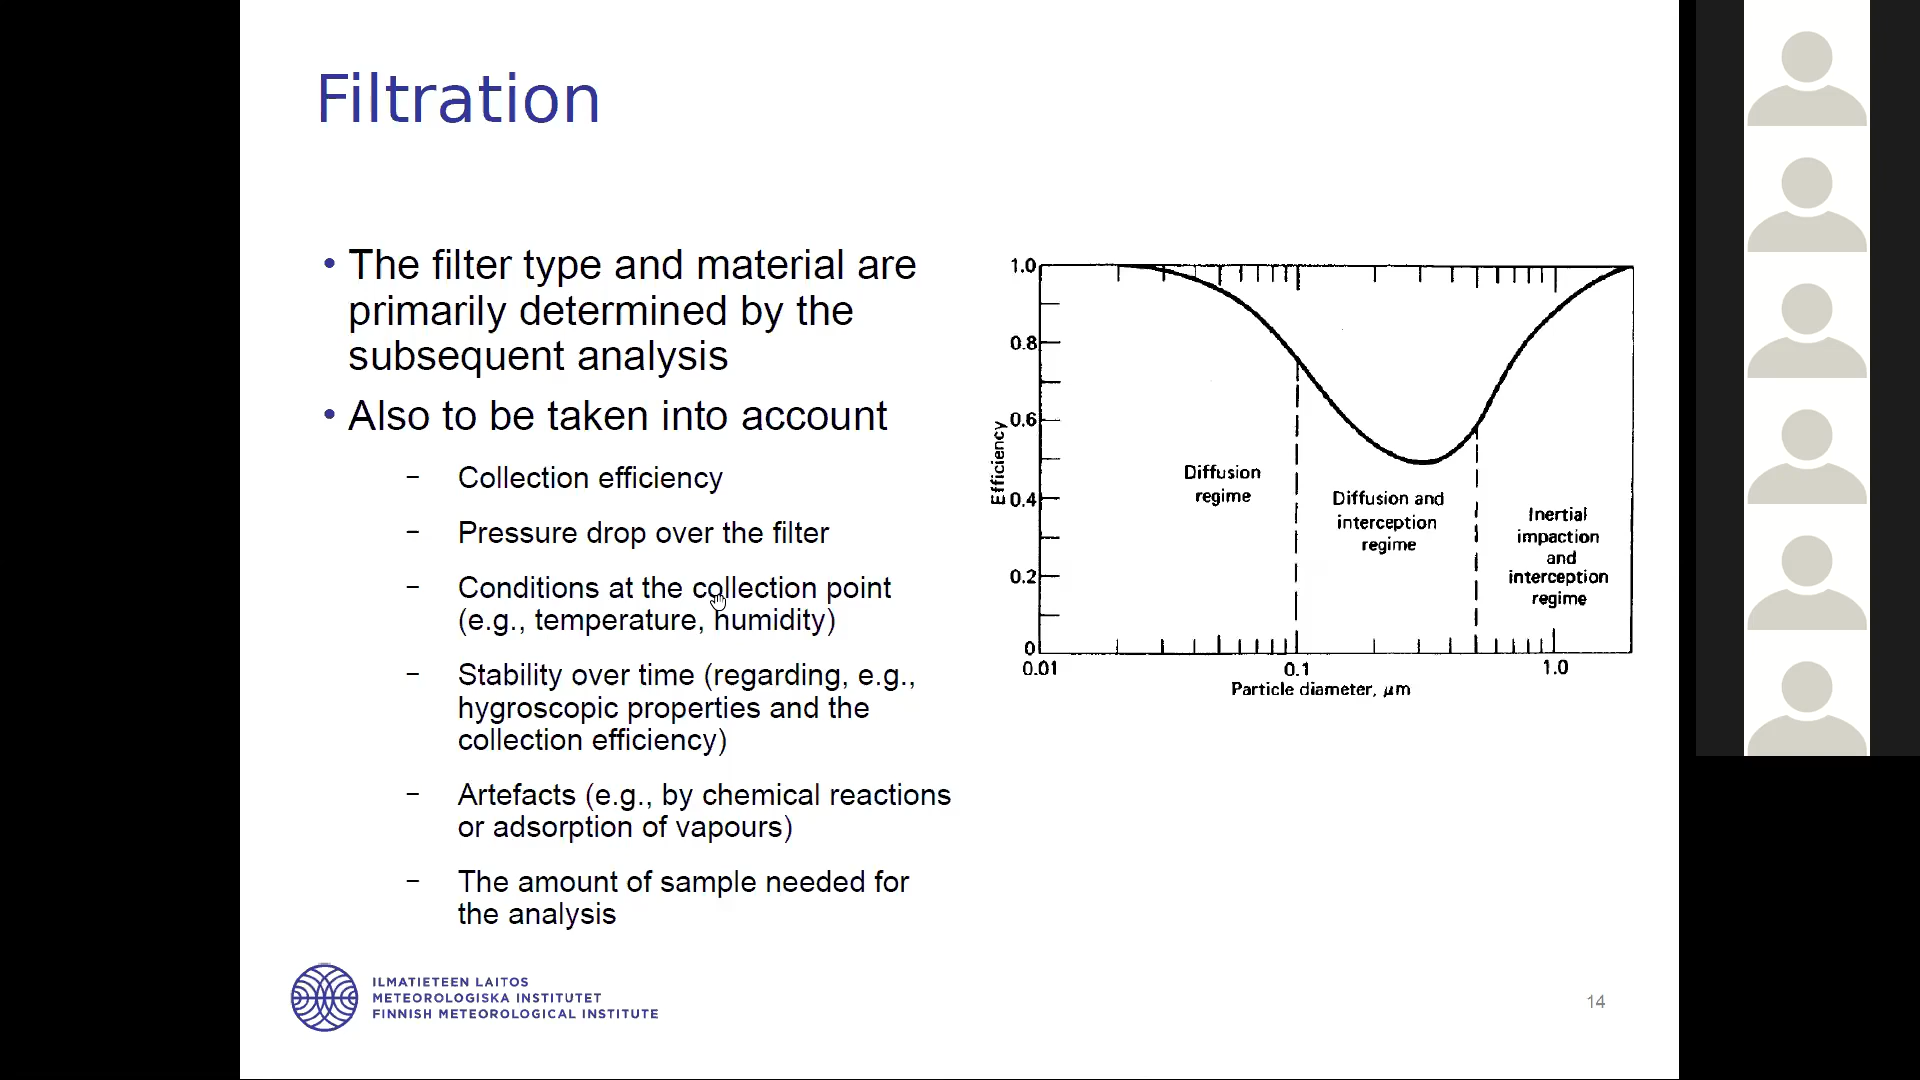 Filtration
• The filter type and material are
primarily determined by the
subsequent analysis
• Also to be taken into account
– Collection efficiency
– Pressure drop over the filter
– Conditions at the collection point
(e.g., temperature, humidity)
– Stability over time (regarding, e.g.,
hygroscopic properties and the
collection efficiency)
– Artefacts (e.g., by chemical reactions
or adsorption of vapours)
– The amount of sample needed for
the analysis
1.0
0.8
0.6
0.4
0.2
0
Efficiency
Diffusion
regime
Diffusion and
interception
regime
Inertial
impaction
and
interception
regime
0.01
0.1
1.0
Particle diameter, μm
ILMATIETEEN LAITOS
METEOROLOGISKA INSTITUTET
FINNISH METEOROLOGICAL INSTITUTE
14